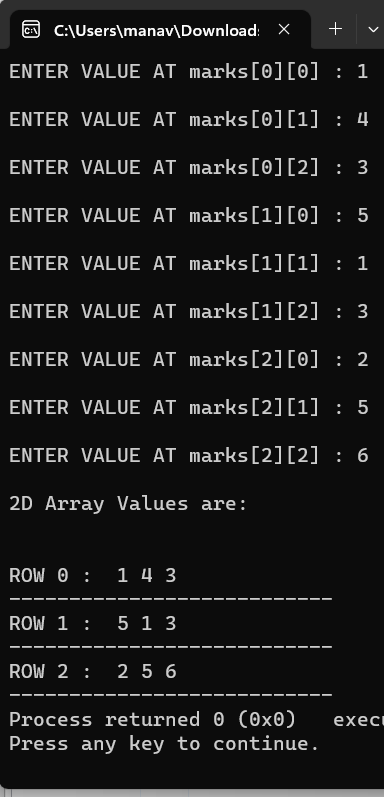 C:\Users\manav\Download
ENTER VALUE AT marks[0][0] : 1
ENTER VALUE AT marks[0][1] : 4
ENTER VALUE AT marks[0][2] : 3
ENTER VALUE AT marks[1][0] : 5
ENTER VALUE AT marks[1][1] : 1
ENTER VALUE AT marks[1][2] : 3
ENTER VALUE AT marks[2][0] : 2
ENTER VALUE AT marks[2][1] : 5
ENTER VALUE AT marks[2][2] : 6
2D Array Values are:
ROW 0 :  1 4 3
---------------------------
ROW 1 :  5 1 3
---------------------------
ROW 2 :  2 5 6
---------------------------
Process returned 0 (0x0)   exec
Press any key to continue.